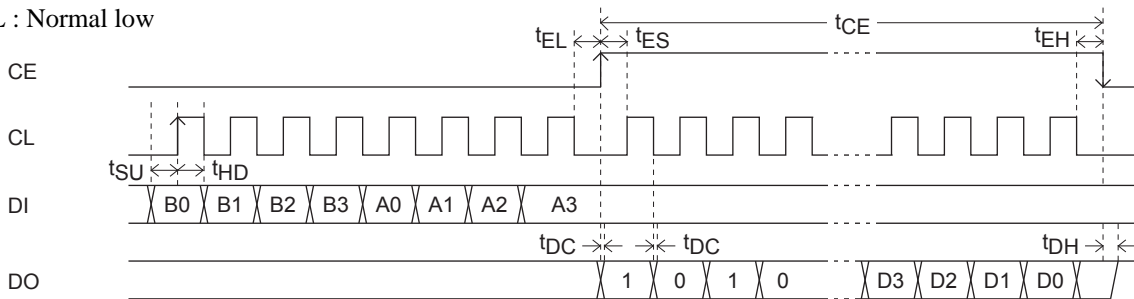 L : Normal low
tCE
tEL tES tEH
CE
CL
tSU tHD
DI B0 B1 B2 B3 A0 A1 A2 A3
tDC tDC tDH
DO 1 0 1 0 D3 D2 D1 D0